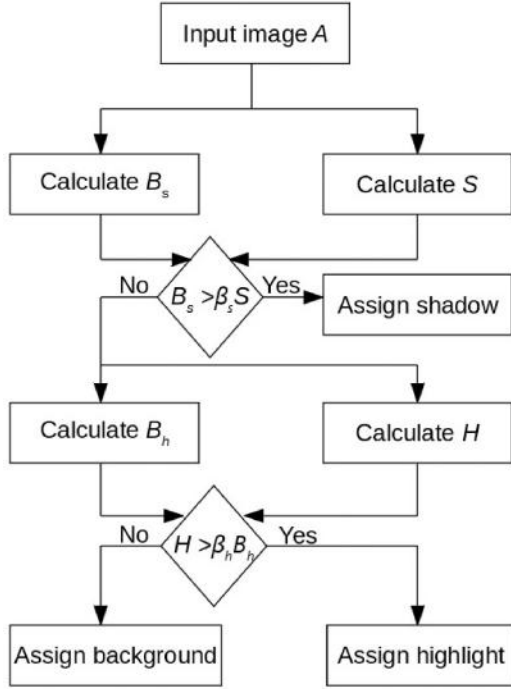 Input image A
Calculate Bₛ
Calculate S
No
Bₛ >βₛS
Yes
Assign shadow
Calculate Bₕ
Calculate H
No
H >βₕBₕ
Yes
Assign background
Assign highlight